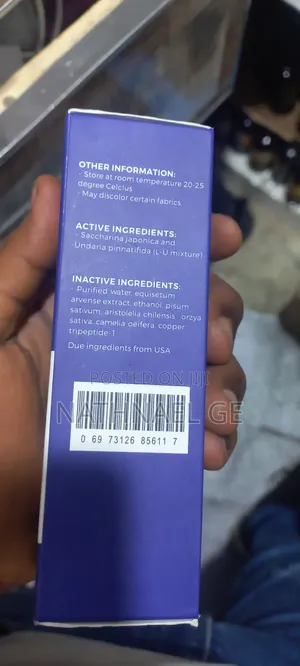 OTHER INFORMATION:
- Store at room temperature 20-25
degree Celcius
- May discolor certain fabrics
ACTIVE INGREDIENTS:
- Saccharina japonica and
-Undaria pinnatifida (L-U mixture)
INACTIVE INGREDIENTS:
- Purified water, equisetum
arvense extract, ethanol, pisum
sativum, aristolelia chilensis, orzya
sativa, camelia oeifera, copper
tripeptide-1
Due ingredients from USA
POSTED ON JIJI
NATHNAEL GE
0 69 73126 85611 7